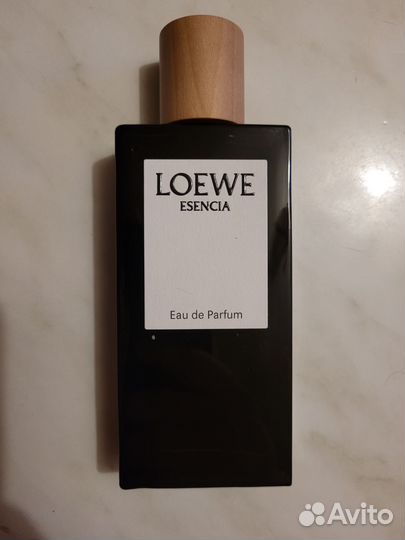 LOEWE
ESENCIA
Eau de Parfum
Avito